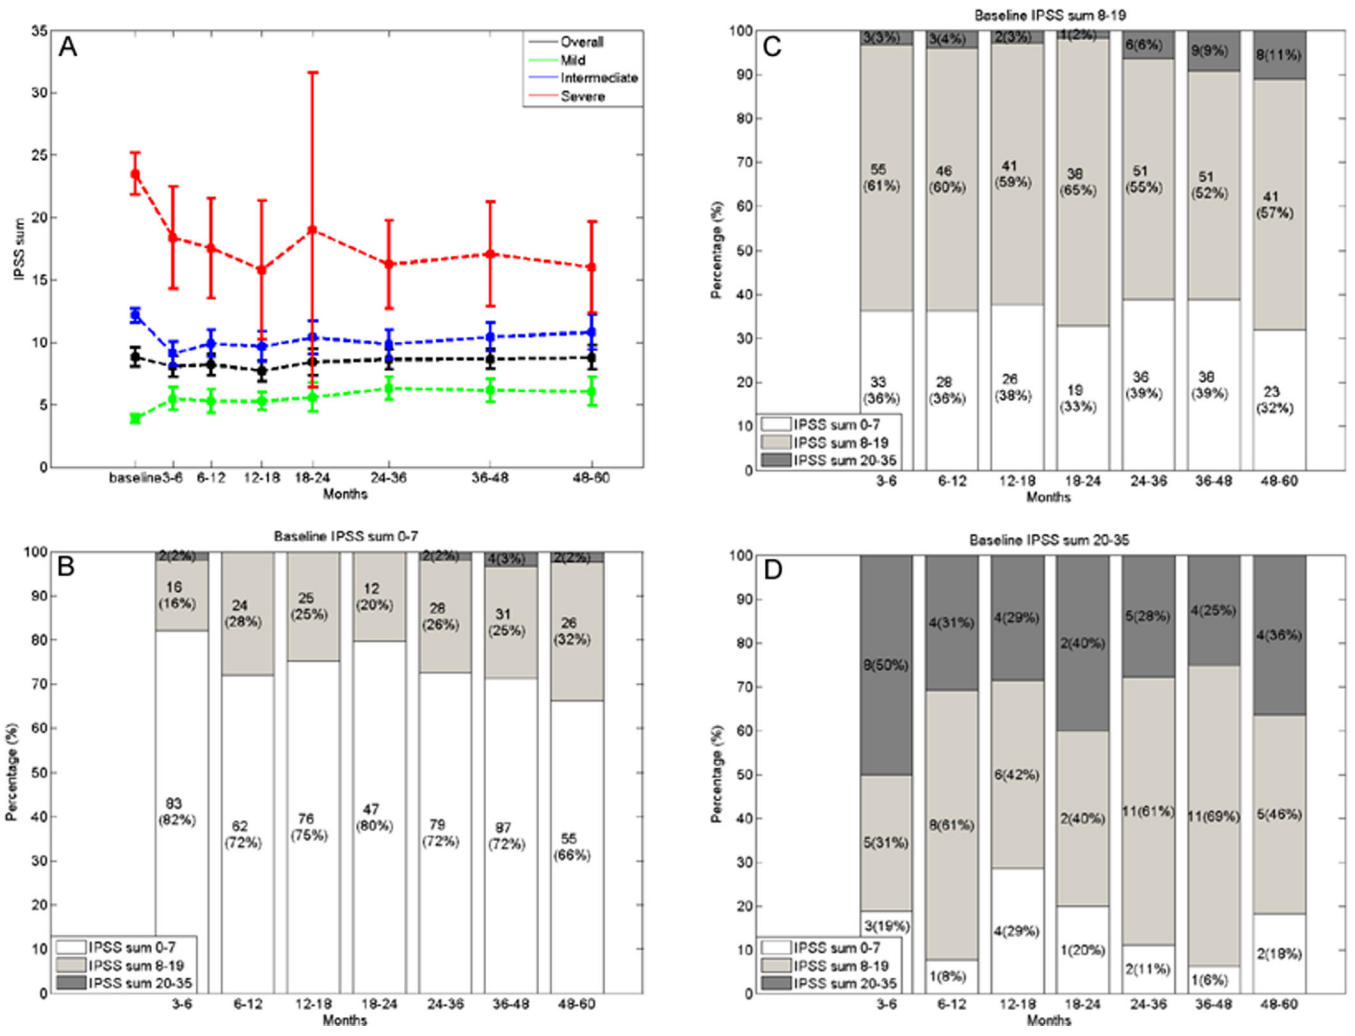 A
35
30
25
20
15
10
5
0
IPSS sum
Overall
Mild
Intermediate
Severe
baseline 3-6 6-12 12-18 18-24 24-36 36-48 48-60
Months
Baseline IPSS sum 8-19
C
100
90
80
70
60
50
40
30
20
10
0
Percentage (%)
3(3%) 3(4%) 2(3%) 1(2%) 6(6%) 9(9%) 8(11%)
55 46 41 38 51 51 41
(61%) (60%) (59%) (65%) (55%) (52%) (57%)
33 28 26 19 36 38 23
(36%) (36%) (38%) (33%) (39%) (39%) (32%)
IPSS sum 0-7
IPSS sum 8-19
IPSS sum 20-35
3-6 6-12 12-18 18-24 24-36 36-48 48-60
Months
Baseline IPSS sum 0-7
B
100
90
80
70
60
50
40
30
20
10
0
Percentage (%)
2(2%) 2(2%) 4(3%) 2(2%)
16 24 25 12 28 31 26
(16%) (28%) (25%) (20%) (26%) (25%) (32%)
83 62 76 47 79 87 55
(82%) (72%) (75%) (80%) (72%) (72%) (66%)
IPSS sum 0-7
IPSS sum 8-19
IPSS sum 20-35
3-6 6-12 12-18 18-24 24-36 36-48 48-60
Months
Baseline IPSS sum 20-35
D
100
90
80
70
60
50
40
30
20
10
0
Percentage (%)
8(50%) 4(31%) 4(29%) 2(40%) 5(28%) 4(25%) 4(36%)
5(31%) 8(61%) 6(42%) 2(40%) 11(61%) 11(69%) 5(46%)
3(19%) 1(8%) 4(29%) 1(20%) 2(11%) 1(6%) 2(18%)
IPSS sum 0-7
IPSS sum 8-19
IPSS sum 20-35
3-6 6-12 12-18 18-24 24-36 36-48 48-60
Months